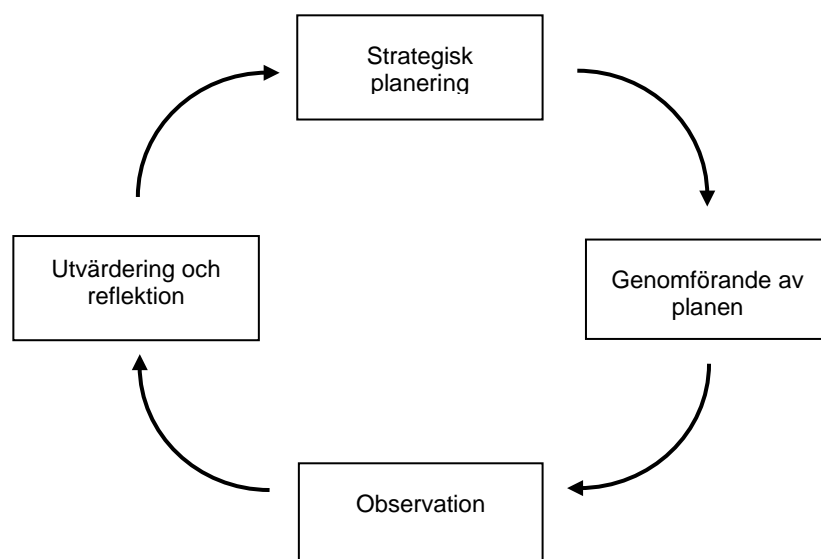 Strategisk
planering
Genomförande av
planen
Observation
Utvärdering och
reflektion